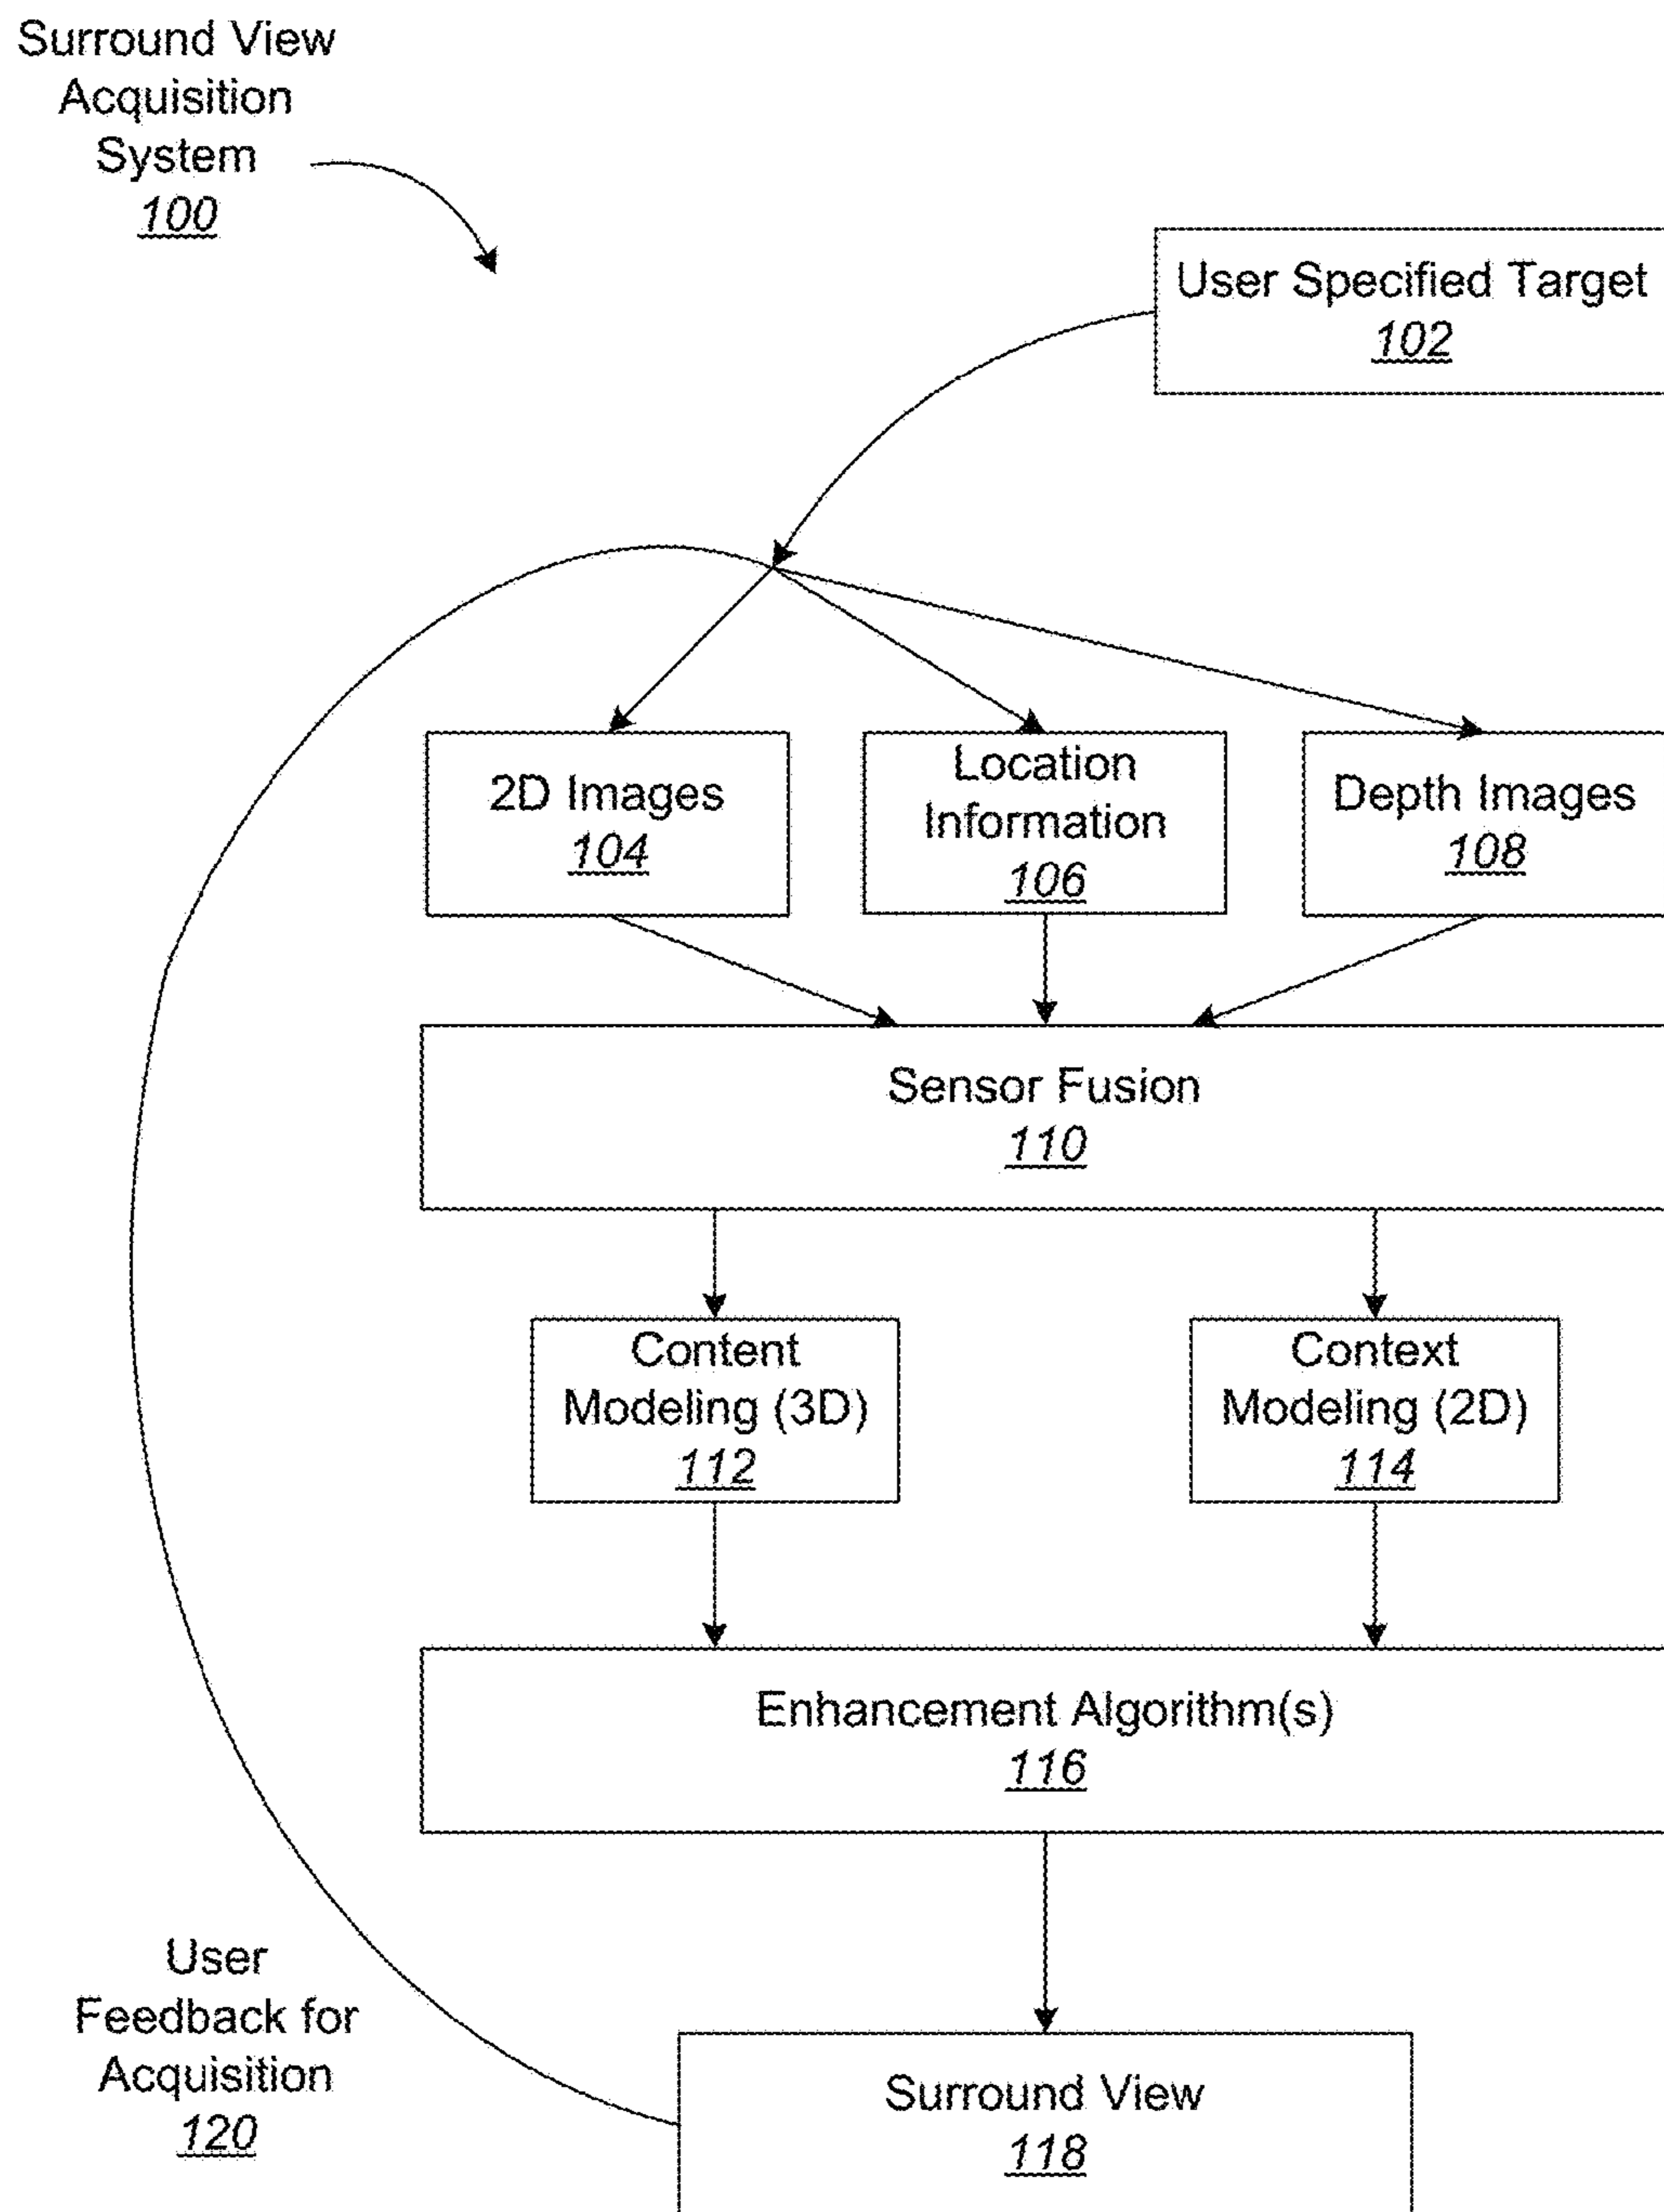 Surround View
Acquisition
System
100
User Specified Target
102
2D Images
104
Location
Information
106
Depth Images
108
Sensor Fusion
110
Content
Modeling (3D)
112
Context
Modeling (2D)
114
Enhancement Algorithm(s)
116
User
Feedback for
Acquisition
120
Surround View
118